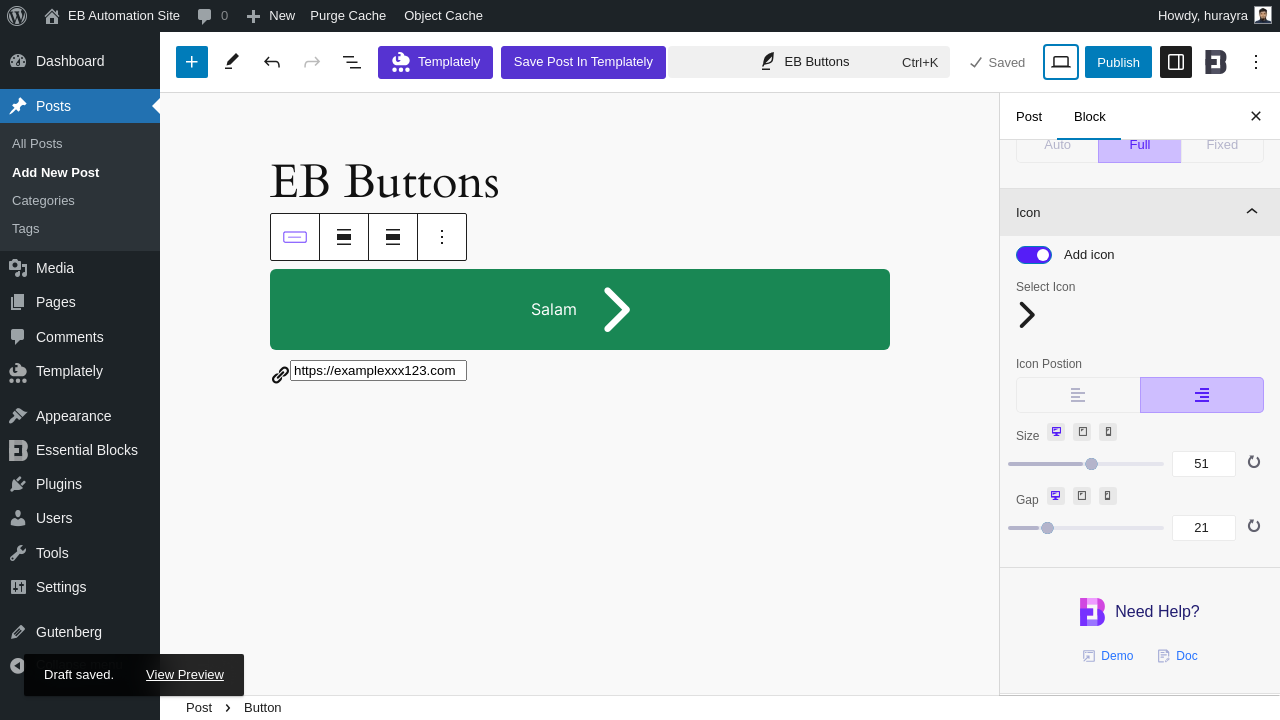 EB Automation Site
0
New
Purge Cache
Object Cache
Howdy, hurayra
Dashboard
Posts
All Posts
Add New Post
Categories
Tags
Media
Pages
Comments
Templately
Appearance
Essential Blocks
Plugins
Users
Tools
Settings
Gutenberg
Draft saved.
View Preview
Templately
Save Post In Templately
EB Buttons
Ctrl+K
Saved
Publish
EB Buttons
Salam
https://examplexxx123.com
Post
Block
Auto
Full
Fixed
Icon
Add icon
Select Icon
Icon Postion
Size
51
Gap
21
Need Help?
Demo
Doc
Post
Button